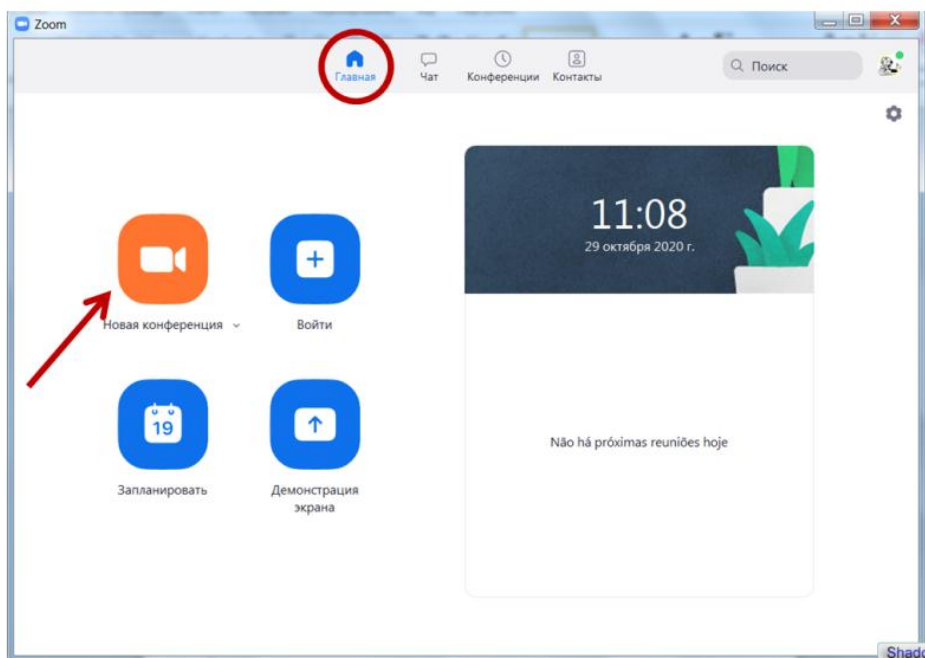 Zoom
Главная
Чат
Конференции
Контакты
Поиск
11:08
29 октября 2020 г.
Новая конференция
Войти
19
Запланировать
Демонстрация
экрана
Não há próximas reuniões hoje